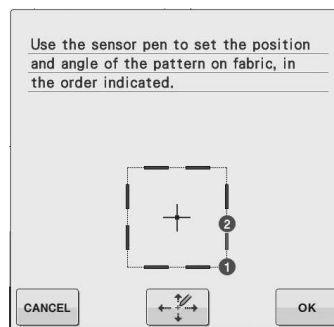 Use the sensor pen to set the position
and angle of the pattern on fabric, in
the order indicated.
2
1
CANCEL
OK